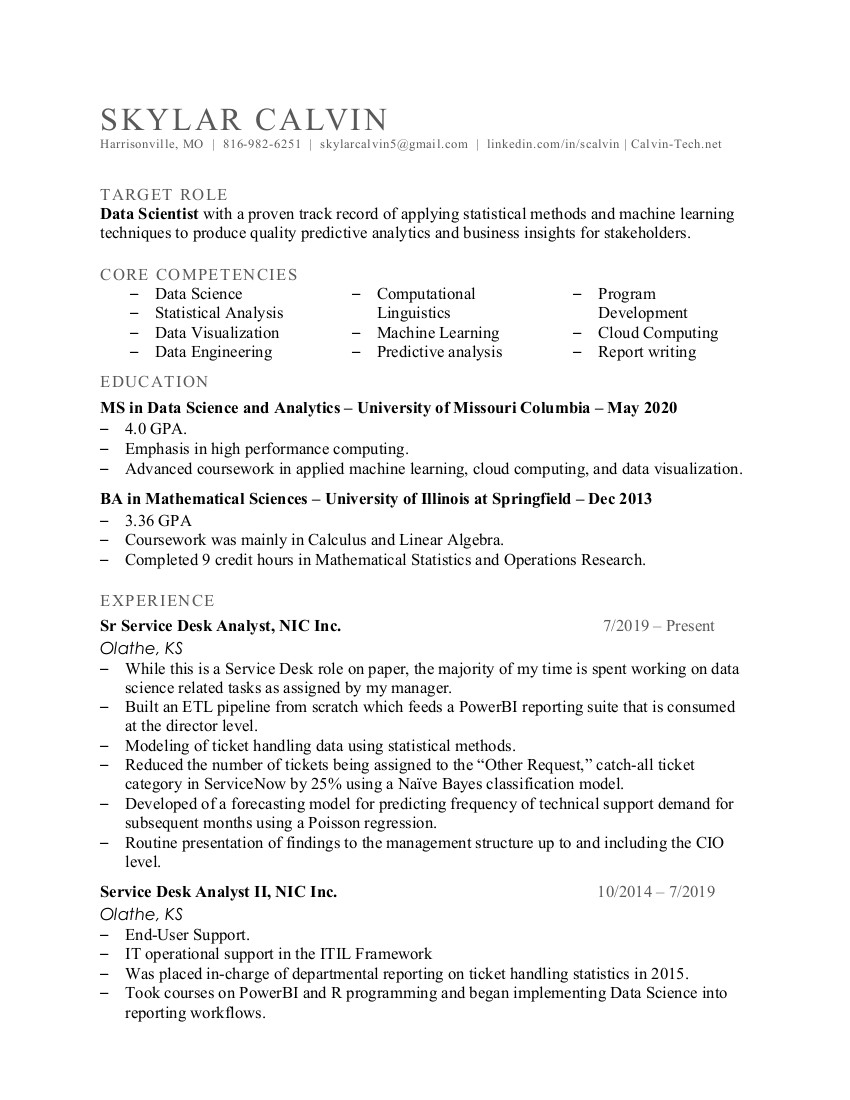 SKYLAR CALVIN
Harrisonville, MO | 816-982-6251 | skylarcalvin5@gmail.com | linkedin.com/in/scalvin | Calvin-Tech.net
TARGET ROLE
Data Scientist with a proven track record of applying statistical methods and machine learning
techniques to produce quality predictive analytics and business insights for stakeholders.
CORE COMPETENCIES
– Data Science
– Statistical Analysis
– Data Visualization
– Data Engineering
– Computational
Linguistics
– Machine Learning
– Predictive analysis
– Program
Development
– Cloud Computing
– Report writing
EDUCATION
MS in Data Science and Analytics – University of Missouri Columbia – May 2020
– 4.0 GPA.
– Emphasis in high performance computing.
– Advanced coursework in applied machine learning, cloud computing, and data visualization.
BA in Mathematical Sciences – University of Illinois at Springfield – Dec 2013
– 3.36 GPA
– Coursework was mainly in Calculus and Linear Algebra.
– Completed 9 credit hours in Mathematical Statistics and Operations Research.
EXPERIENCE
Sr Service Desk Analyst, NIC Inc. 7/2019 – Present
Olathe, KS
– While this is a Service Desk role on paper, the majority of my time is spent working on data
science related tasks as assigned by my manager.
– Built an ETL pipeline from scratch which feeds a PowerBI reporting suite that is consumed
at the director level.
– Modeling of ticket handling data using statistical methods.
– Reduced the number of tickets being assigned to the “Other Request,” catch-all ticket
category in ServiceNow by 25% using a Naïve Bayes classification model.
– Developed of a forecasting model for predicting frequency of technical support demand for
subsequent months using a Poisson regression.
– Routine presentation of findings to the management structure up to and including the CIO
level.
Service Desk Analyst II, NIC Inc. 10/2014 – 7/2019
Olathe, KS
– End-User Support.
– IT operational support in the ITIL Framework
– Was placed in-charge of departmental reporting on ticket handling statistics in 2015.
– Took courses on PowerBI and R programming and began implementing Data Science into
reporting workflows.